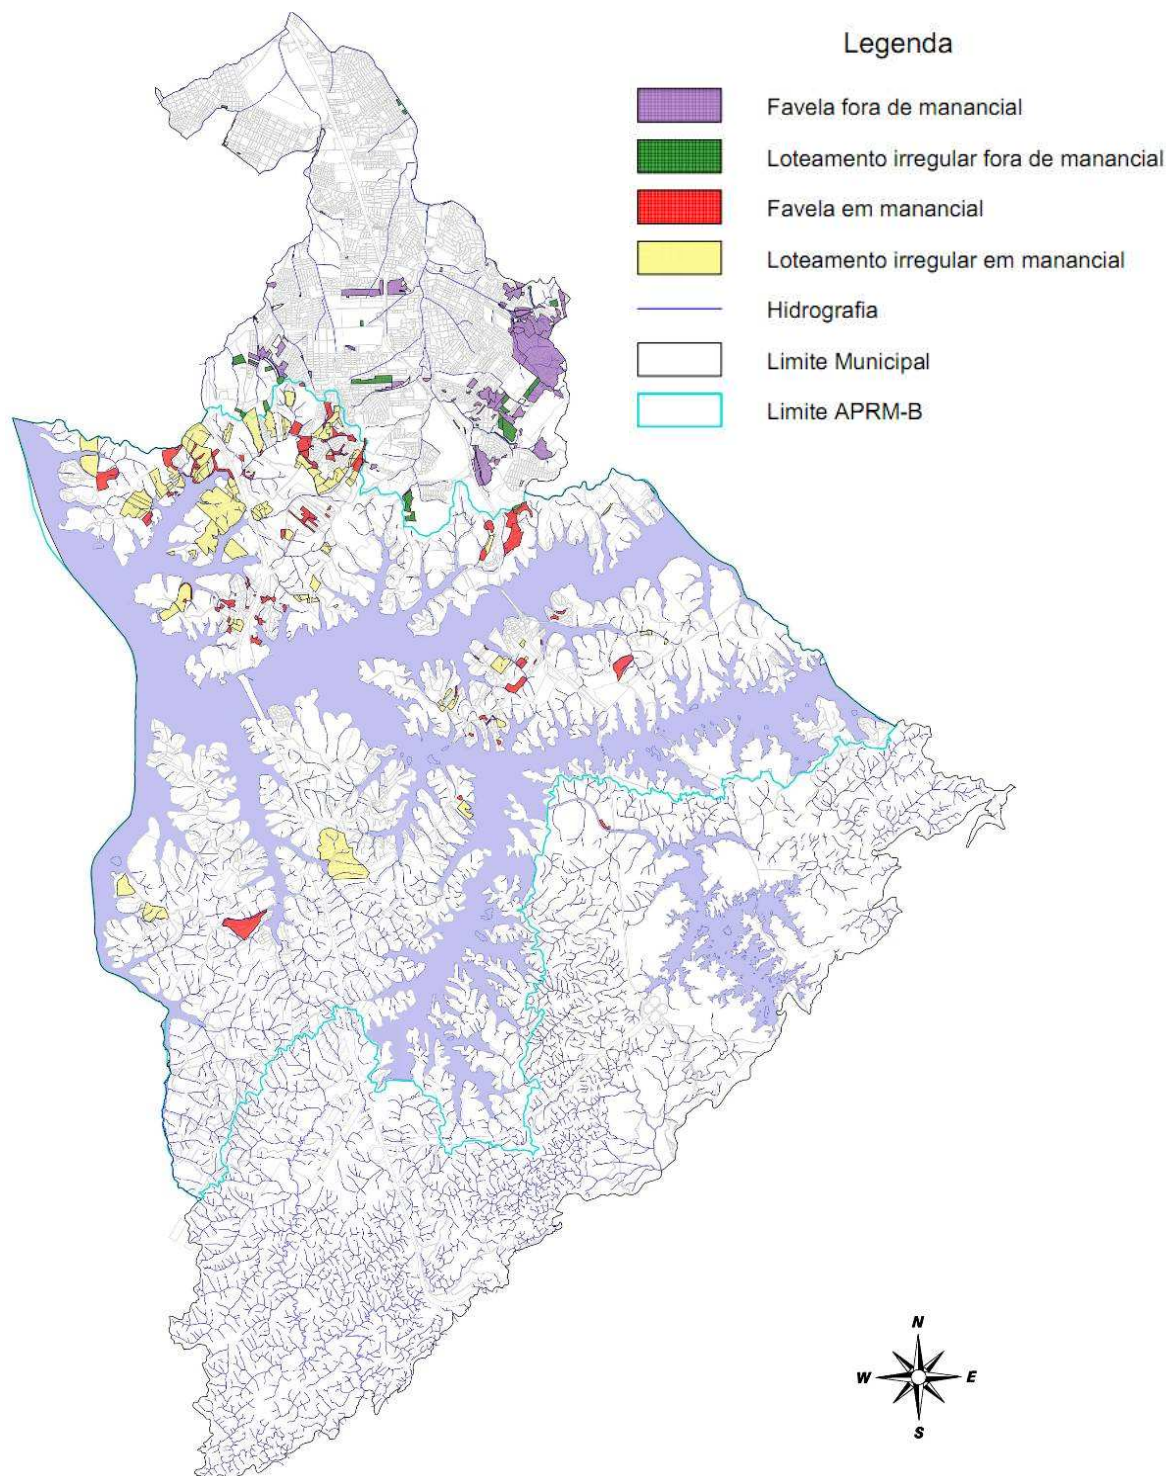 Legenda
Favela fora de manancial
Loteamento irregular fora de manancial
Favela em manancial
Loteamento irregular em manancial
Hidrografia
Limite Municipal
Limite APRM-B
N
W E
S